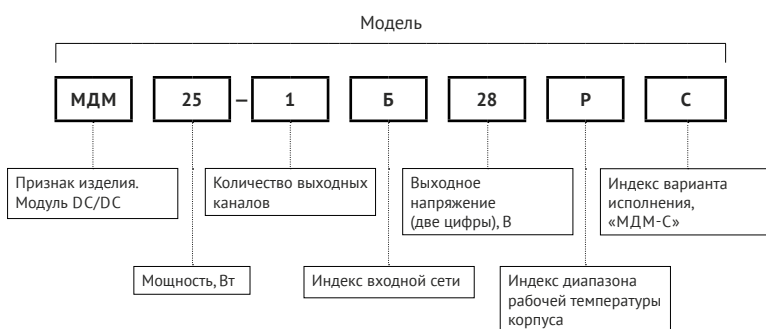 Модель
МДМ 25 – 1 Б 28 Р С
Признак изделия.
Модуль DC/DC
Количество выходных
каналов
Выходное
напряжение
(две цифры), В
Индекс варианта
исполнения,
«МДМ-С»
Мощность, Вт
Индекс входной сети
Индекс диапазона
рабочей температуры
корпуса